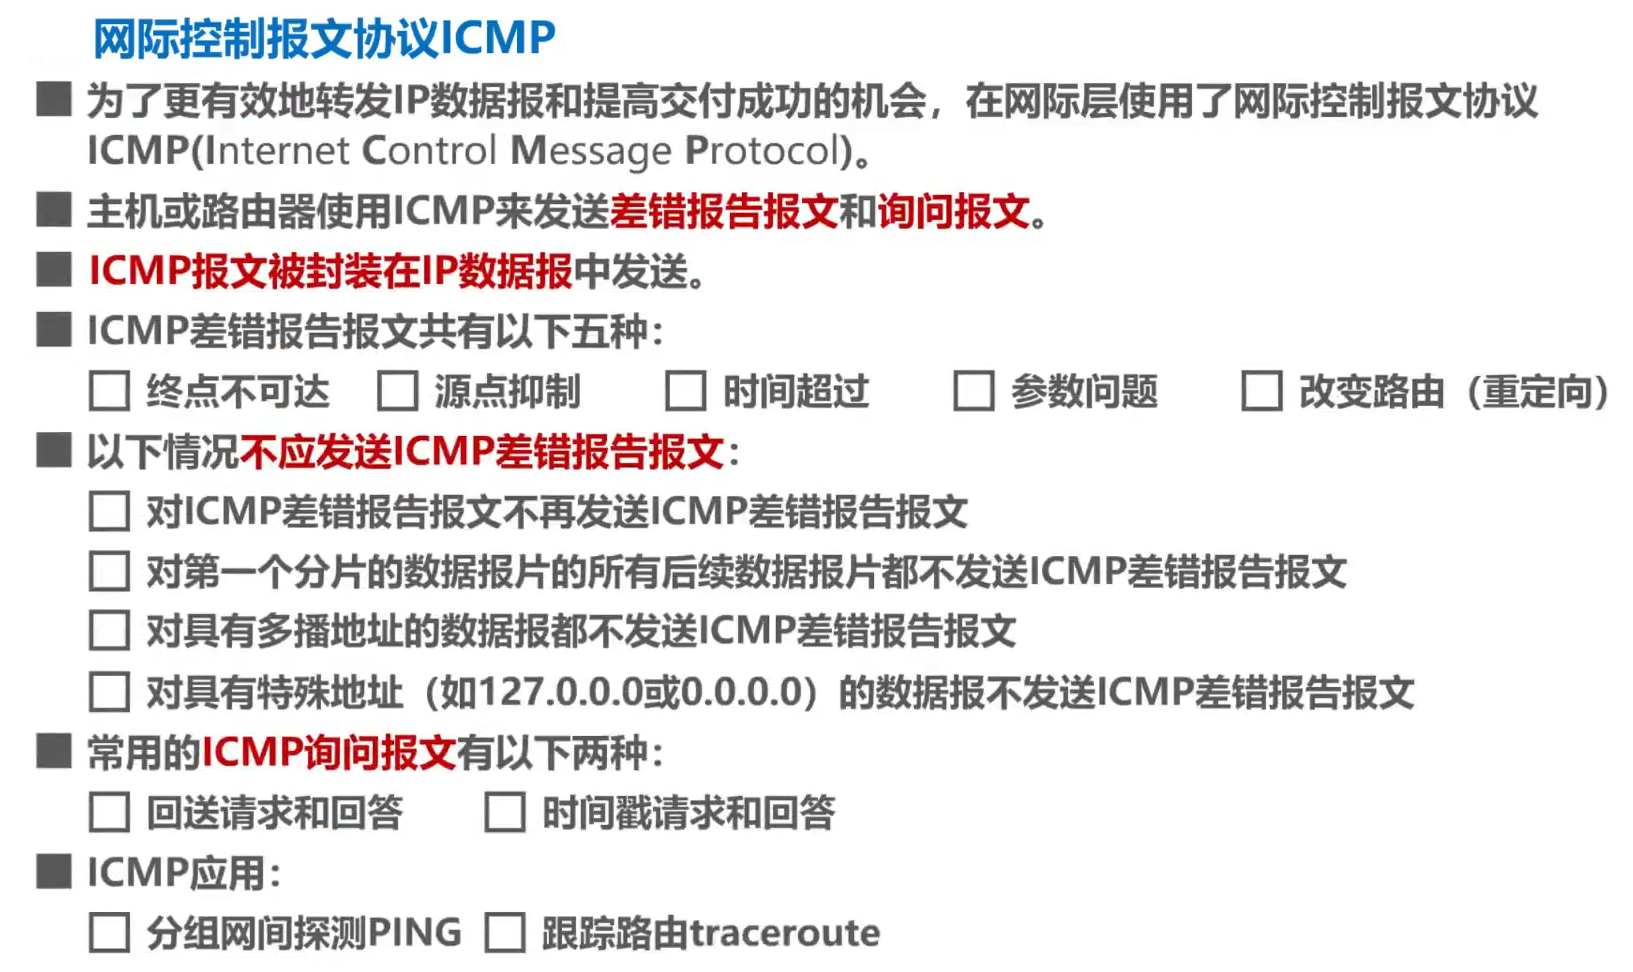 网际控制报文协议ICMP
为了更有效地转发IP数据报和提高交付成功的机会，在网际层使用了网际控制报文协议
ICMP(Internet Control Message Protocol)。
主机或路由器使用ICMP来发送差错报告报文和询问报文。
ICMP报文被封装在IP数据报中发送。
ICMP差错报告报文共有以下五种：
终点不可达 源点抑制 时间超过 参数问题 改变路由（重定向）
以下情况不应发送ICMP差错报告报文：
对ICMP差错报告报文不再发送ICMP差错报告报文
对第一个分片的数据报片的所有后续数据报片都不发送ICMP差错报告报文
对具有多播地址的数据报都不发送ICMP差错报告报文
对具有特殊地址（如127.0.0.0或0.0.0.0）的数据报不发送ICMP差错报告报文
常用的ICMP询问报文有以下两种：
回送请求和回答 时间戳请求和回答
ICMP应用：
分组网间探测PING 跟踪路由traceroute